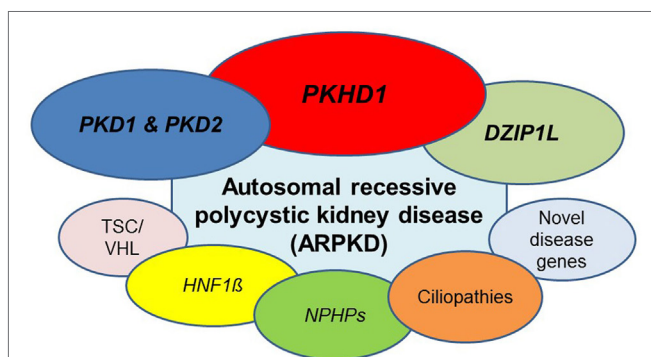 PKHD1
PKD1 & PKD2
DZIP1L
Autosomal recessive
polycystic kidney disease
(ARPKD)
TSC/
VHL
Novel
disease
genes
HNF1ß
Ciliopathies
NPHPs